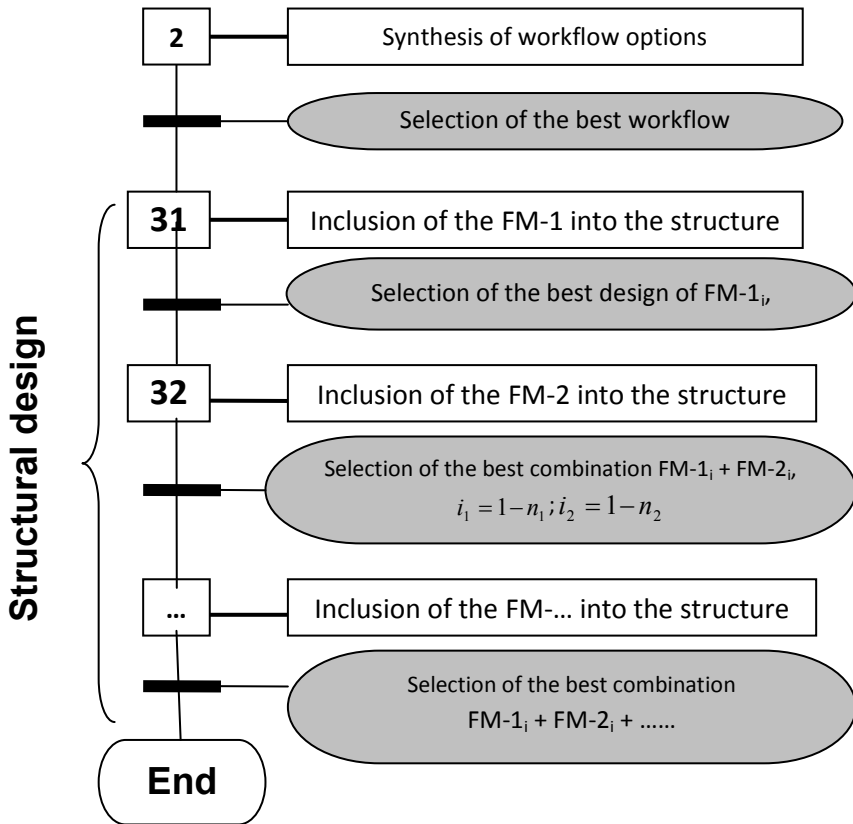 2
Synthesis of workflow options
Selection of the best workflow
31
Inclusion of the FM-1 into the structure
Selection of the best design of FM-1ᵢ,
Structural design
32
Inclusion of the FM-2 into the structure
Selection of the best combination FM-1ᵢ + FM-2ᵢ,
i₁ = 1 – n₁ ; i₂ = 1 – n₂
...
Inclusion of the FM-... into the structure
Selection of the best combination
FM-1ᵢ + FM-2ᵢ + ......
End